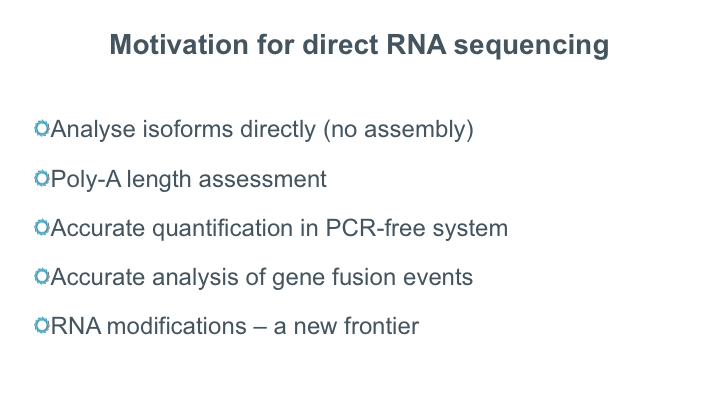 Motivation for direct RNA sequencing
Analyse isoforms directly (no assembly)
Poly-A length assessment
Accurate quantification in PCR-free system
Accurate analysis of gene fusion events
RNA modifications – a new frontier